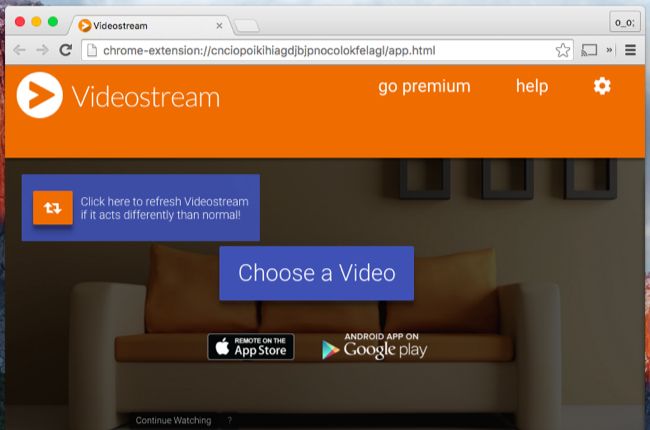 Videostream
o_o;
chrome-extension://cnciopoikihiagdjbjpnocolokfelagl/app.html
»
Videostream
go premium
help
Click here to refresh Videostream
if it acts differently than normal!
Choose a Video
REMOTE ON THE
App Store
ANDROID APP ON
Google play
Continue Watching ?